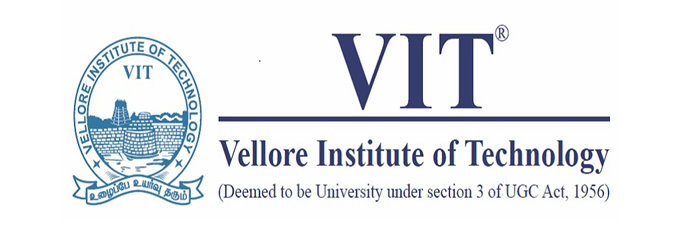 VELLORE INSTITUTE OF TECHNOLOGY
VIT
உழைப்பே உயர்வு தரும்
VIT®
Vellore Institute of Technology
(Deemed to be University under section 3 of UGC Act, 1956)